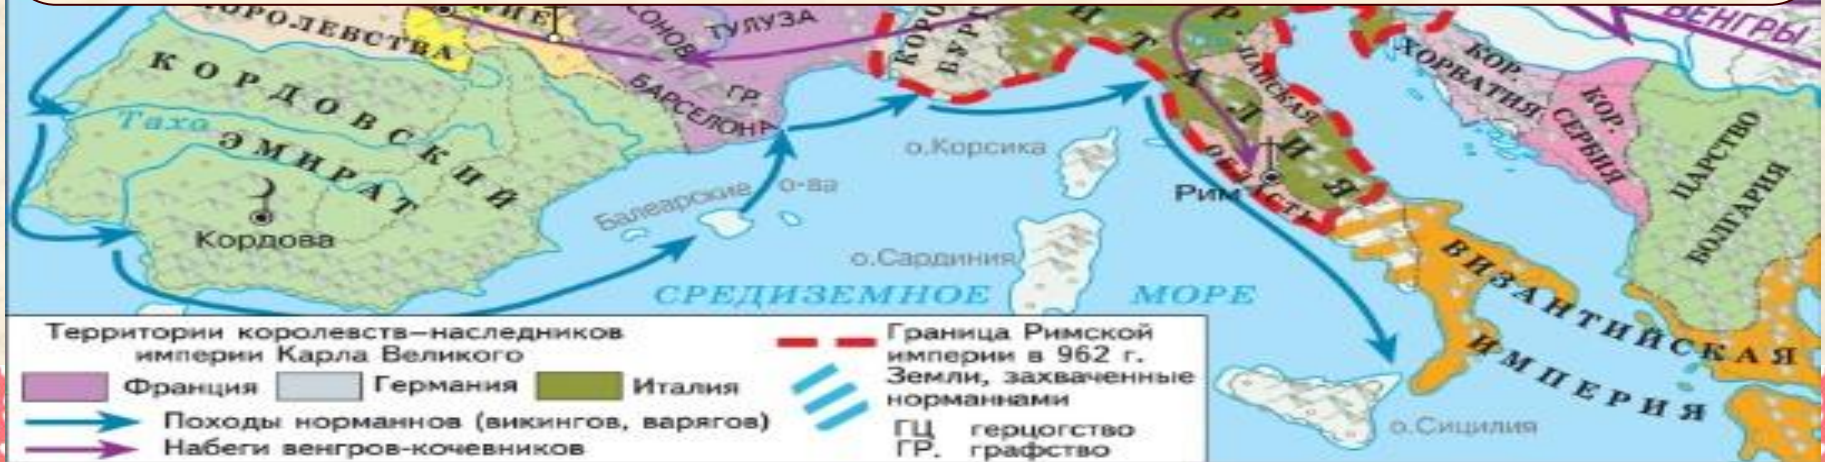 КОРОЛЕВСТВА
ТУЛУЗА
ГР.
БАРСЕЛОНА
КОРДОВСКИЙ
ЭМИРАТ
Тахо
Кордова
Балеарские о-ва
о.Корсика
о.Сардиния
СРЕДИЗЕМНОЕ МОРЕ
ИТАЛИЯ
ПАПСКАЯ
ОБЛАСТЬ
Рим
КОР.
ХОРВАТИЯ
КОР.
СЕРБИЯ
ВЕНГРЫ
ЦАРСТВО
БОЛГАРИЯ
ВИЗАНТИЙСКАЯ
ИМПЕРИЯ
о.Сицилия
Территории королевств–наследников
империи Карла Великого
Франция
Германия
Италия
Походы норманнов (викингов, варягов)
Набеги венгров-кочевников
Граница Римской
империи в 962 г.
Земли, захваченные
норманнами
ГЦ герцогство
ГР. графство